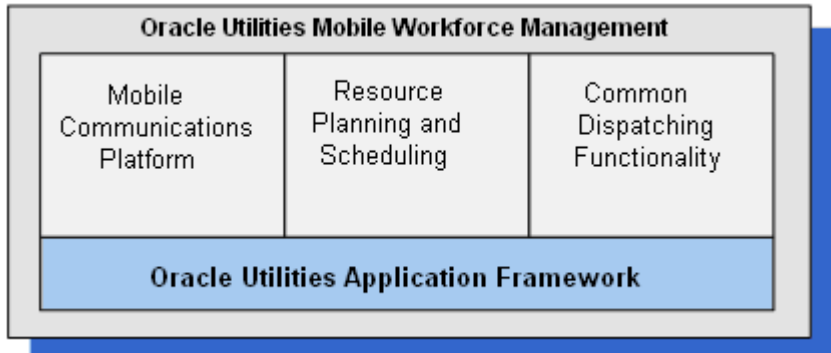 Oracle Utilities Mobile Workforce Management
Mobile
Communications
Platform
Resource
Planning and
Scheduling
Common
Dispatching
Functionality
Oracle Utilities Application Framework